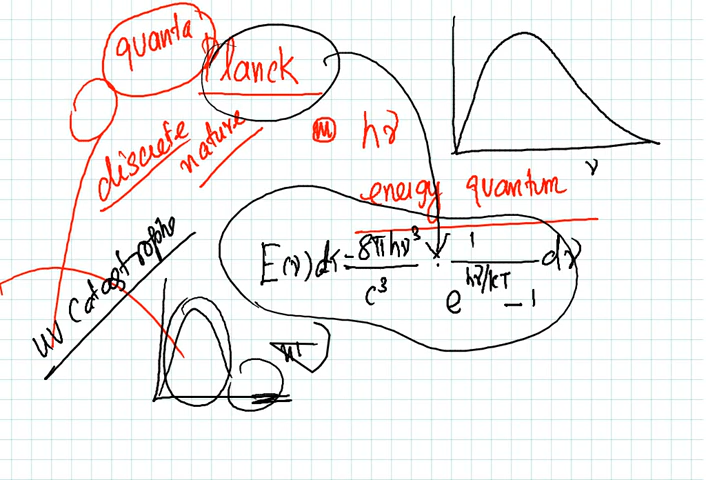 quanta
Planck
discrete
nature
m hν
energy quantum
ν
E(ν)dν = 8πhν³/c³ · 1/(e^(hν/kT) − 1) dν
UV Catastrophe